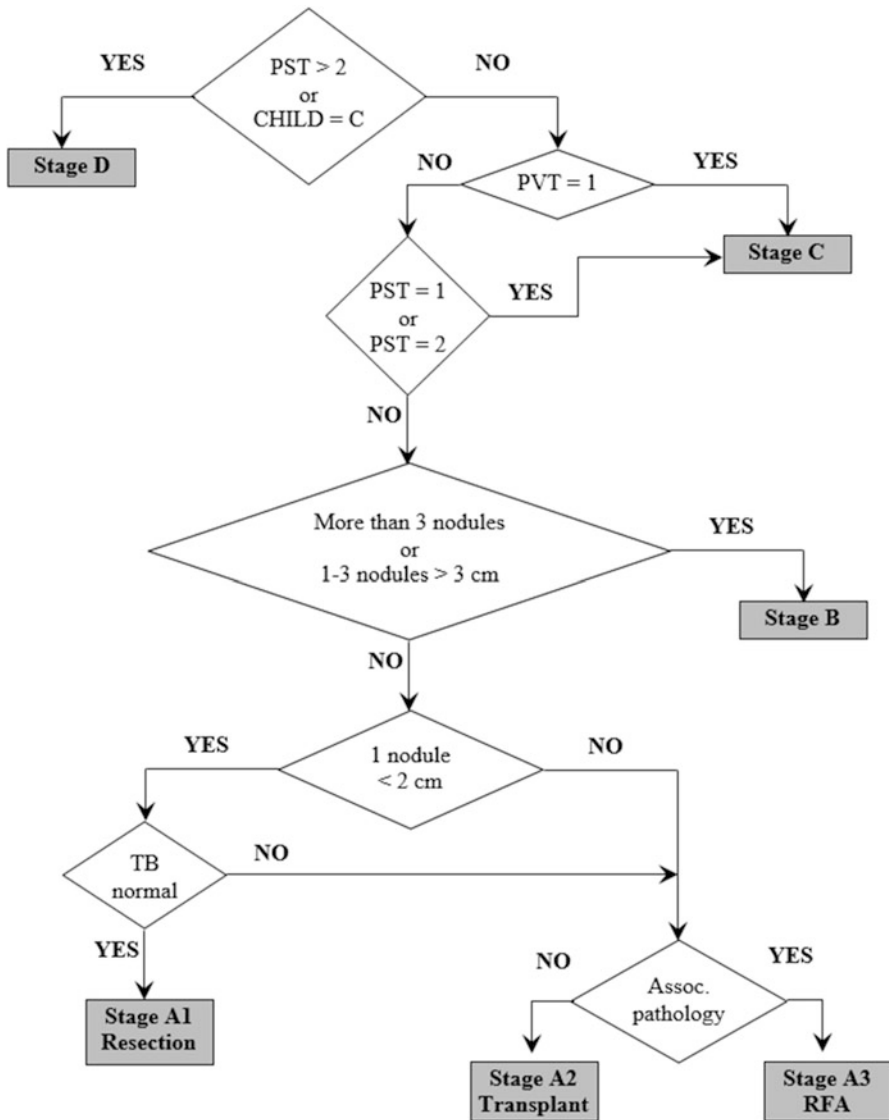 YES
PST > 2
or
CHILD = C
NO
Stage D
NO
PVT = 1
YES
Stage C
PST = 1
or
PST = 2
YES
NO
More than 3 nodules
or
1-3 nodules > 3 cm
YES
Stage B
NO
YES
1 nodule
< 2 cm
NO
TB
normal
NO
YES
Stage A1
Resection
NO
Assoc.
pathology
YES
Stage A2
Transplant
Stage A3
RFA